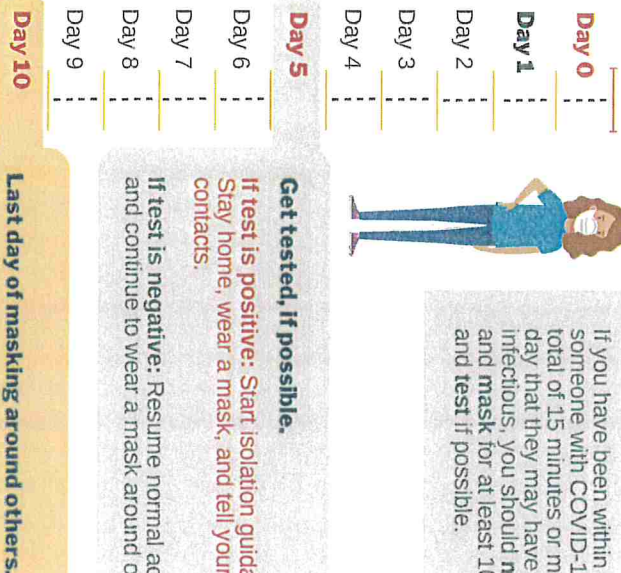 Day 0
Day 1
Day 2
Day 3
Day 4
Day 5
Day 6
Day 7
Day 8
Day 9
Day 10
If you have been within
someone with COVID-1
total of 15 minutes or m
day that they may have
infectious, you should n
and mask for at least 1
and test if possible.
Get tested, if possible.
If test is positive: Start isolation guida
Stay home, wear a mask, and tell your
contacts.
If test is negative: Resume normal ac
and continue to wear a mask around o
Last day of masking around others.